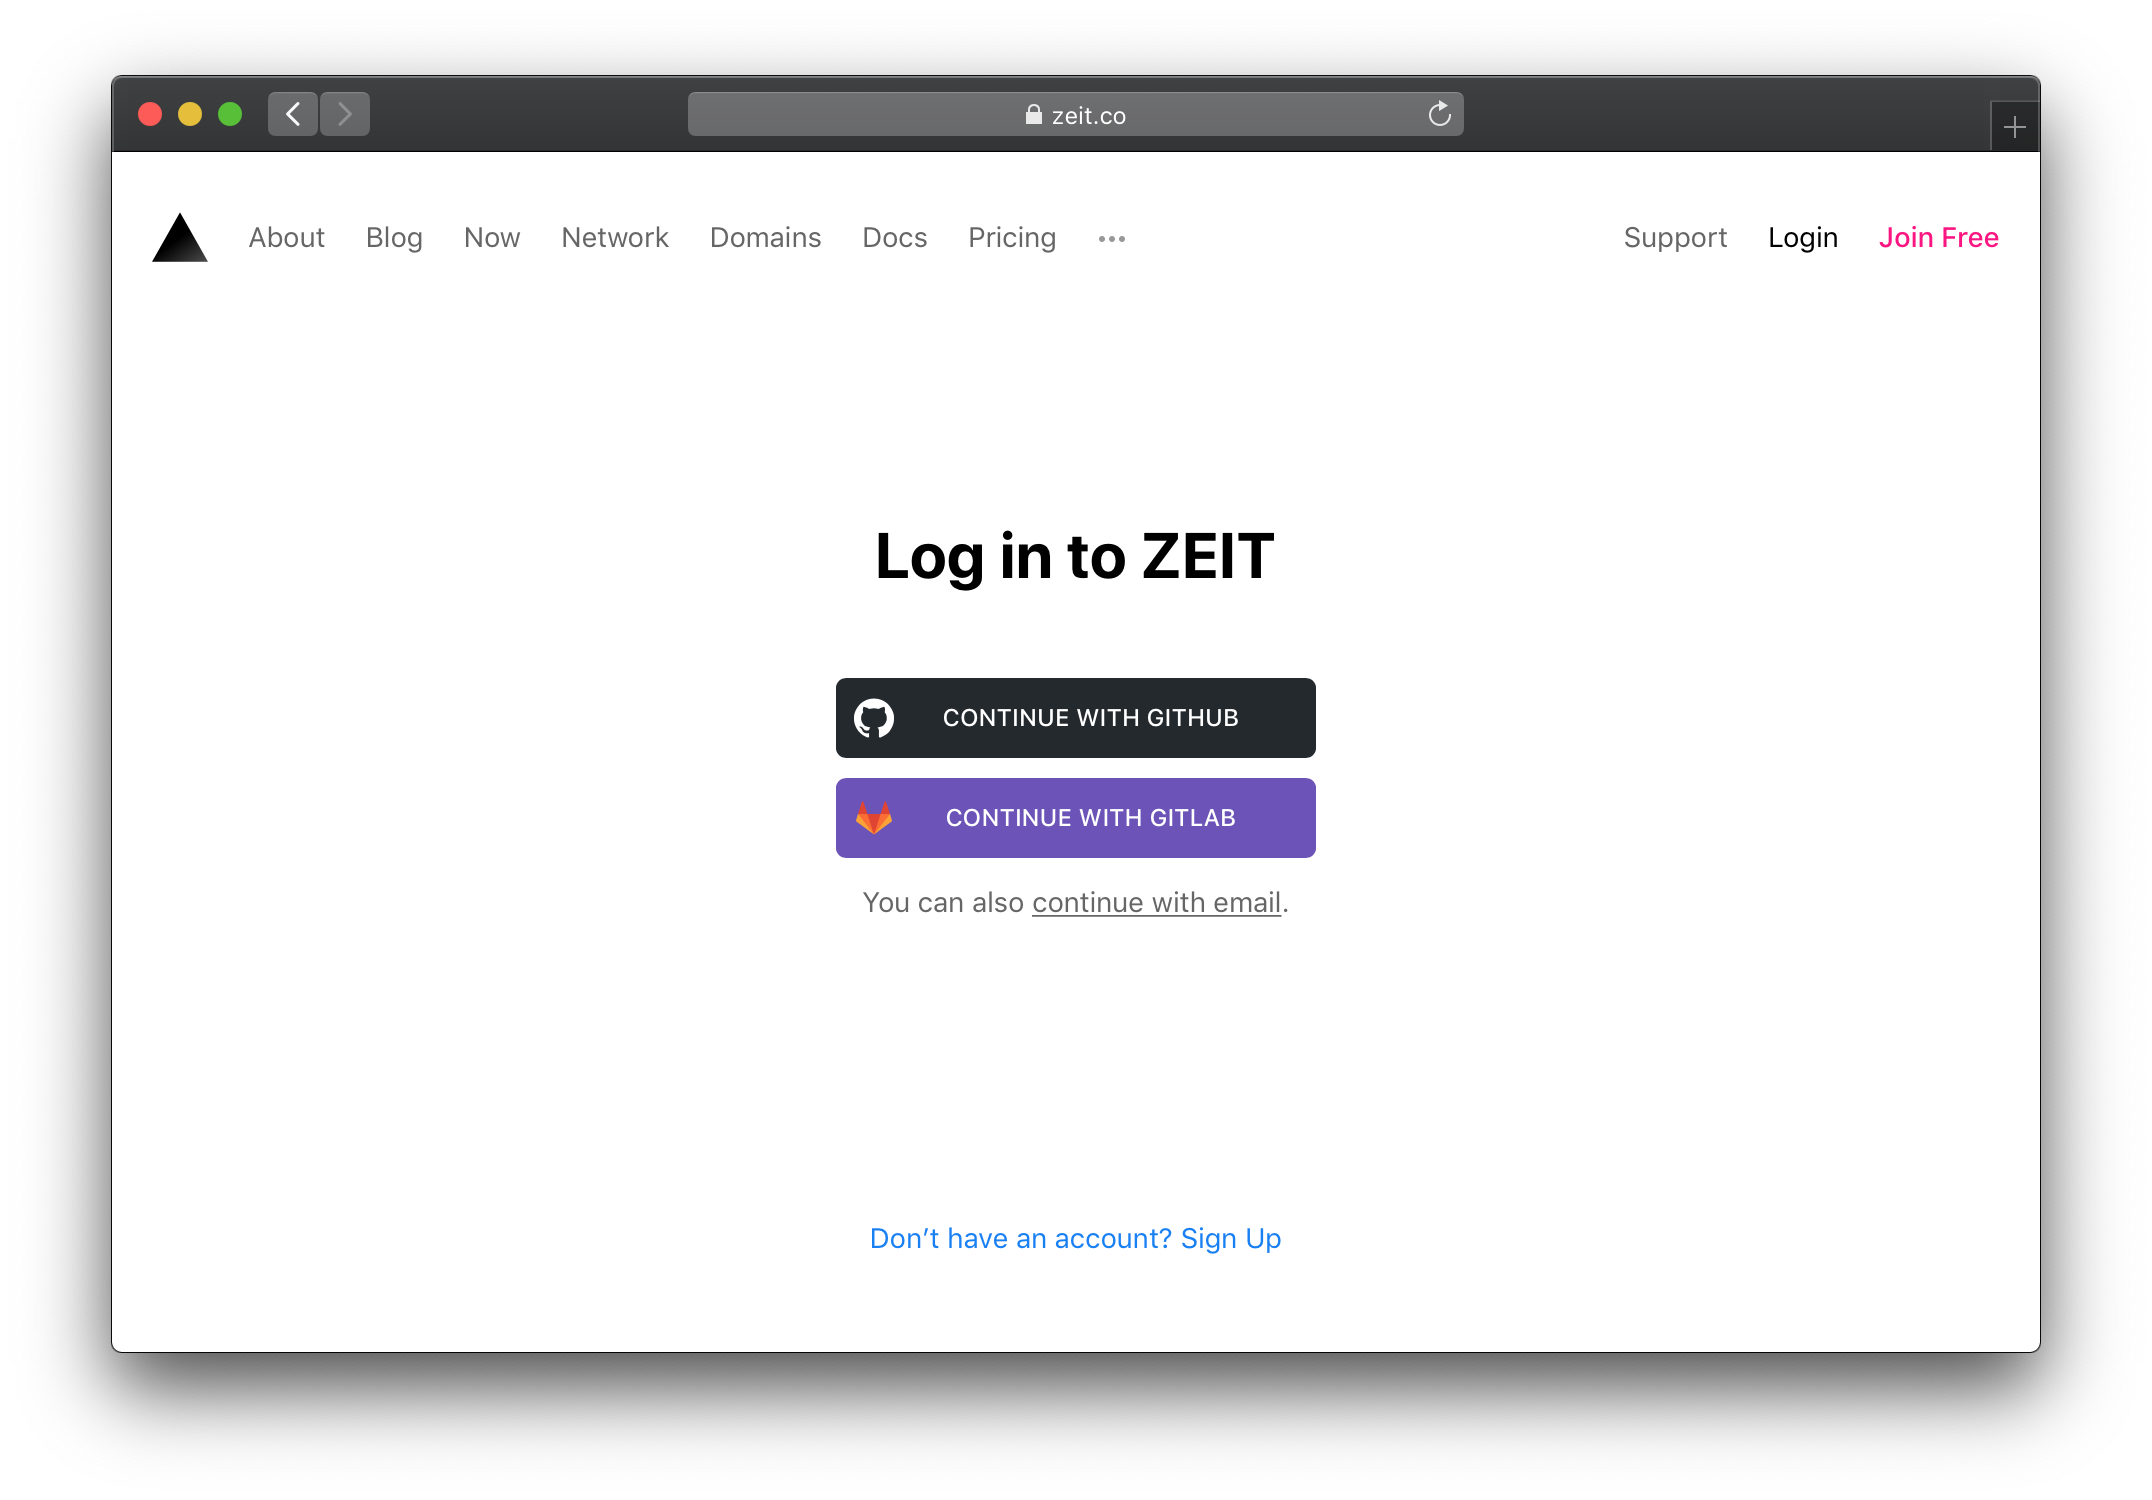 zeit.co
About Blog Now Network Domains Docs Pricing Support Login Join Free
Log in to ZEIT
CONTINUE WITH GITHUB
CONTINUE WITH GITLAB
You can also continue with email.
Don’t have an account? Sign Up